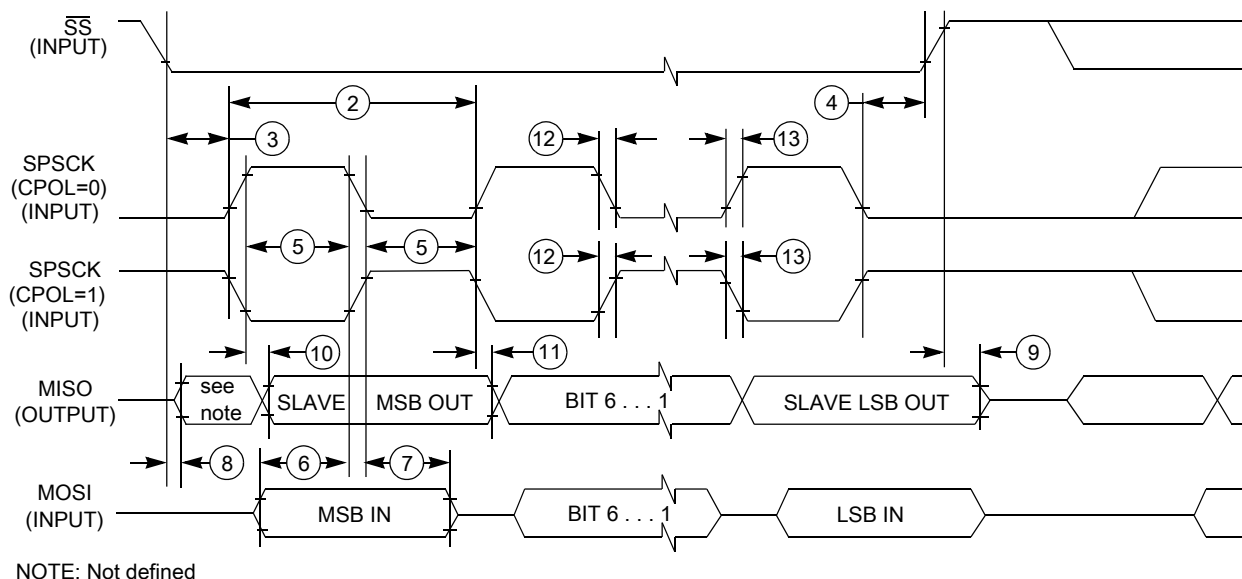 SS
(INPUT)
2
4
3
12
13
SPSCK
(CPOL=0)
(INPUT)
5
5
SPSCK
(CPOL=1)
(INPUT)
12
13
10
11
9
MISO
(OUTPUT)
see
note
SLAVE
MSB OUT
BIT 6 . . . 1
SLAVE LSB OUT
8
6
7
MOSI
(INPUT)
MSB IN
BIT 6 . . . 1
LSB IN
NOTE: Not defined